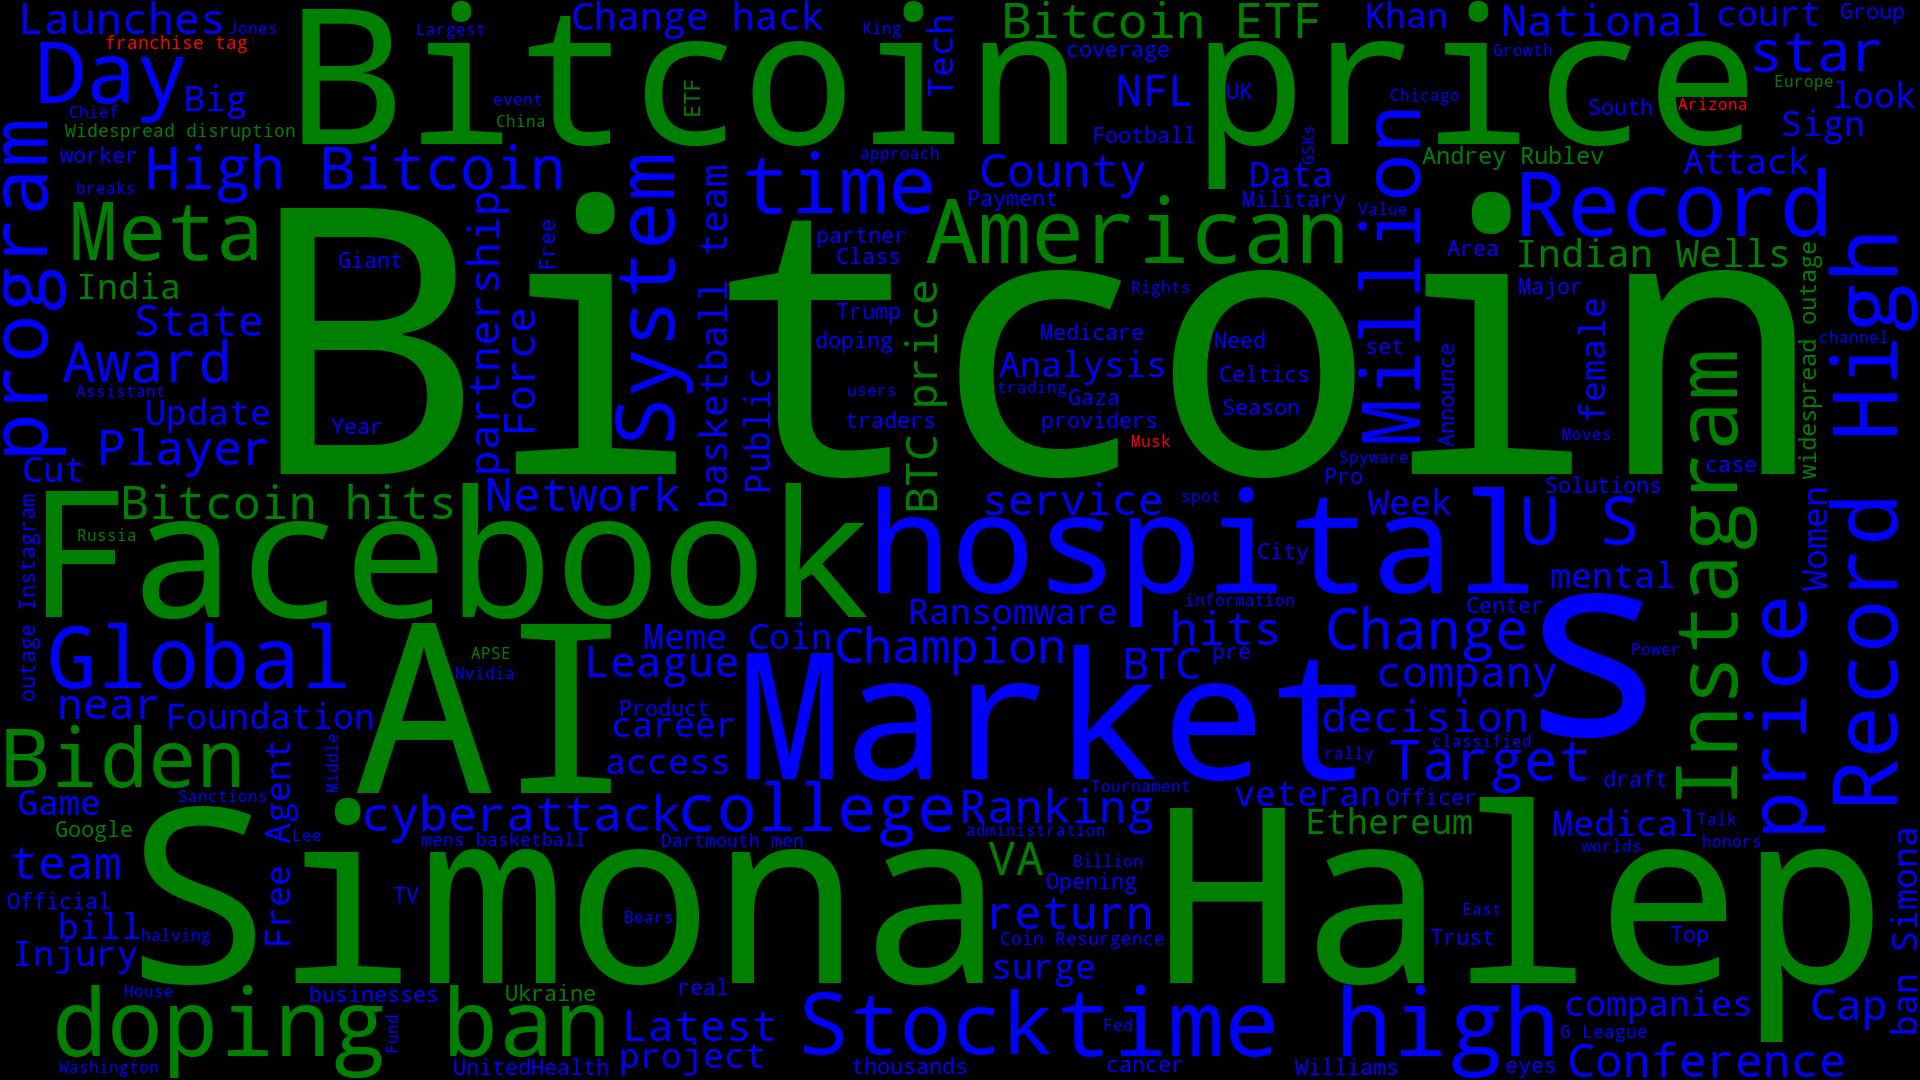 Launches
Jones
franchise tag
Day
Big
Chief
Widespread disruption
worker
breaks
Bitcoin price
Largest
Change hack
King
Tech
Bitcoin ETF
coverage
Khan
National
court
Group
Growth
star
Europe
look
event
China
ETF
NFL
UK
Chicago
South
Arizona
Sign
Football
program
High Bitcoin
System
basketball team
time
approach
County
Payment
Data
Military
GSKs
Million
Value
Andrey Rublev
Attack
Record
Meta
India
State
Award
Assistant
Update
Player
Cut
Bitcoin
Giant
Year
partnership
Free
Force
Public
partner
Class
American
Trump
doping
users
traders
BTC price
Rights
Medicare
Analysis
trading
Gaza
providers
Musk
Need
Celtics
Season
set
Area
Indian Wells
Major
widespread outage
Record High
channel
Announce
female
Moves
Spyware
Pro
case
Solutions
Instagram
Women
Facebook
Bitcoin hits
Russia
outage Instagram
Network
hospital
service
spot
City
Week
U S
mental
Ransomware
information
Center
Global
near
Foundation
AI
APSE
Nvidia
Meme Coin
League
Product
career
access
Champion
Market
hits
BTC
pre
Change
company
decision
classified
rally
Target
S
Power
price
draft
Biden
Game
Sanctions
Google
Middle
Free Agent
Lee
cyberattack
mens basketball
college
Dartmouth men
Ranking
administration
Tournament
veteran
Officer
Ethereum
Medical
Talk
worlds
honors
ban Simona
team
Official
bill
halving
Injury
Simona Halep
TV
Bears
VA
Billion
Opening
return
Coin Resurgence
surge
East
Trust
Top
House
businesses
Ukraine
real
doping ban
Fund
Washington
UnitedHealth
Latest
project
Stock
time high
Fed
thousands
cancer
Williams
eyes
companies
G League
Conference
Cap